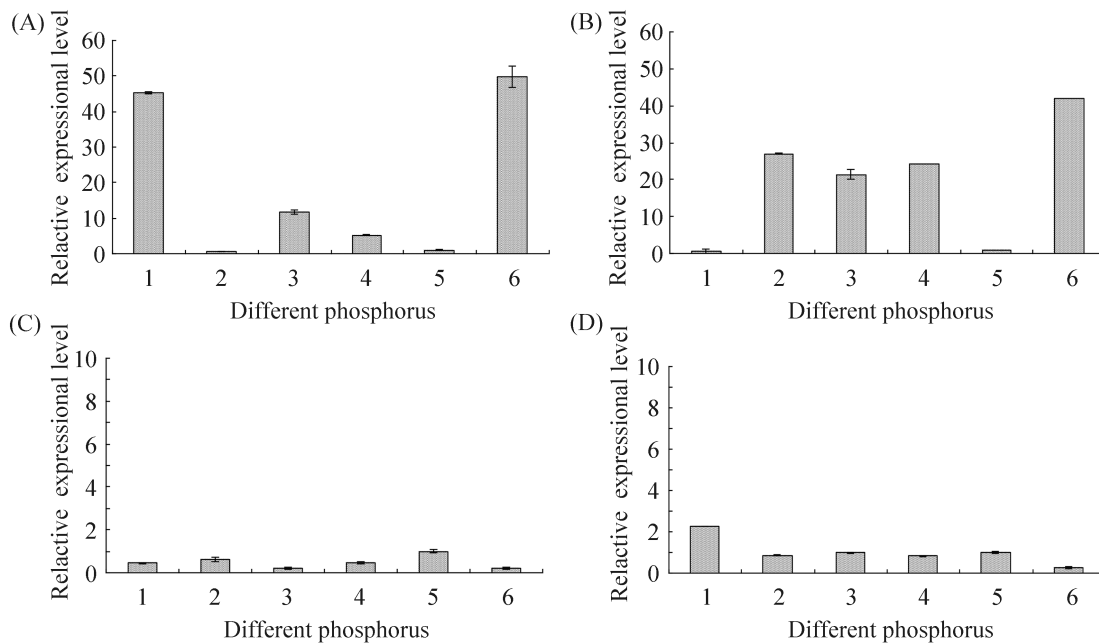 (A)
Relactive expressional level
60
50
40
30
20
10
0
1 2 3 4 5 6
Different phosphorus
(B)
Relactive expressional level
60
50
40
30
20
10
0
1 2 3 4 5 6
Different phosphorus
(C)
Relactive expressional level
10
8
6
4
2
0
1 2 3 4 5 6
Different phosphorus
(D)
Relactive expressional level
10
8
6
4
2
0
1 2 3 4 5 6
Different phosphorus